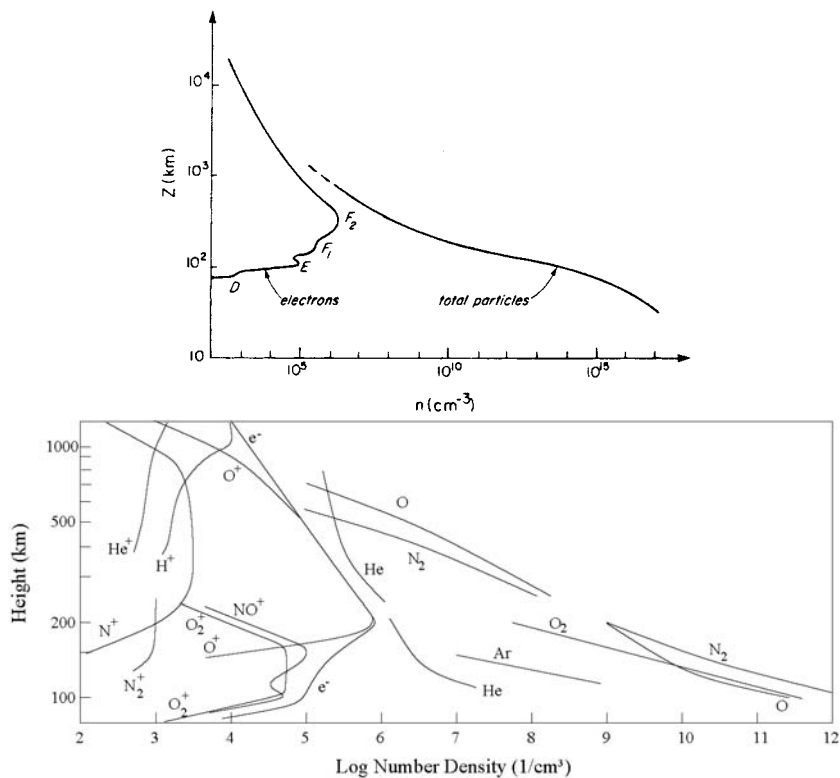 10⁴
Z (km)
10³
F₂
F₁
10²
E
D
electrons
total particles
10
10⁵
10¹⁰
10¹⁵
n (cm⁻³)
1000
e⁻
O⁺
O
500
He⁺
H⁺
He
N₂
Height (km)
NO⁺
O₂⁺
O₂
200
N⁺
O⁺
N₂
Ar
N₂⁺
e⁻
He
O₂⁺
O
100
2 3 4 5 6 7 8 9 10 11 12
Log Number Density (1/cm³)